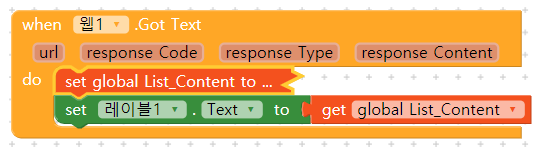 when 웹1 .Got Text
url response Code response Type response Content
do set global List_Content to ...
set 레이블1 . Text to get global List_Content